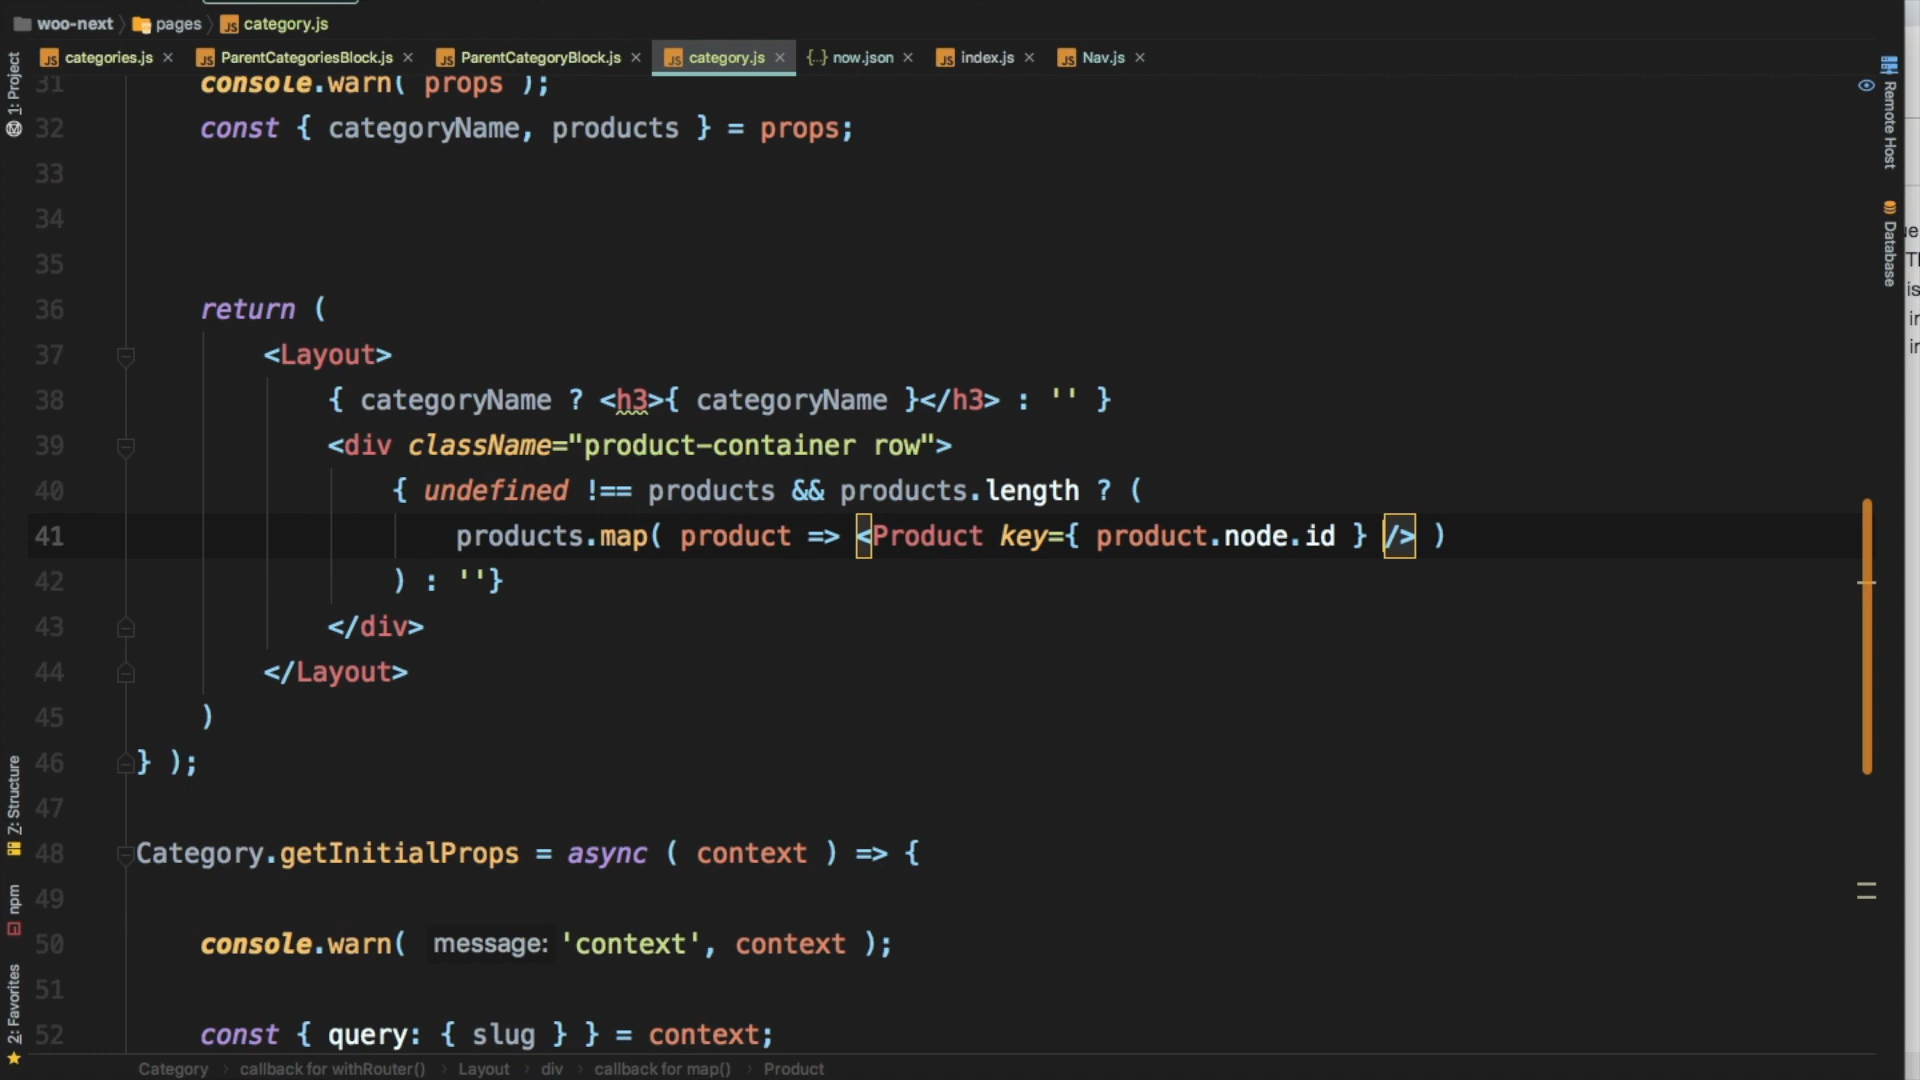 woo-next pages category.js
categories.js ParentCategoriesBlock.js ParentCategoryBlock.js category.js now.json index.js Nav.js
1: Project
Z: Structure
npm
2: Favorites
Remote Host
Database
31 console.warn( props );
32 const { categoryName, products } = props;
33
34
35
36 return (
37 <Layout>
38 { categoryName ? <h3>{ categoryName }</h3> : '' }
39 <div className="product-container row">
40 { undefined !== products && products.length ? (
41 products.map( product => <Product key={ product.node.id } /> )
42 ) : ''}
43 </div>
44 </Layout>
45 )
46 } );
47
48 Category.getInitialProps = async ( context ) => {
49
50 console.warn( message: 'context', context );
51
52 const { query: { slug } } = context;
Category callback for withRouter() Layout div callback for map() Product